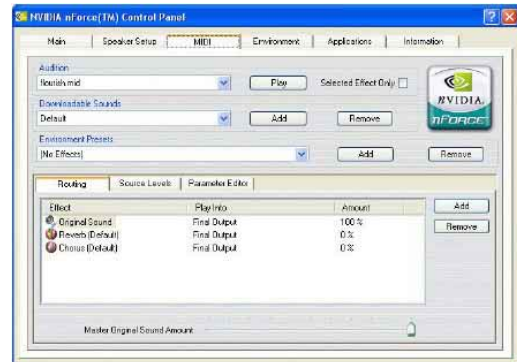 NVIDIA nForce(TM) Control Panel
Main Speaker Setup MIDI Environment Applications Information
Audition
flourish.mid Play Selected Effect Only
Downloadable Sounds
Default Add Remove
NVIDIA
nFORCE
Environment Presets
(No Effects) Add Remove
Routing Source Levels Parameter Editor
Effect Play Into Amount
Original Sound Final Output 100 %
Reverb (Default) Final Output 0 %
Chorus (Default) Final Output 0 %
Add
Remove
Master Original Sound Amount